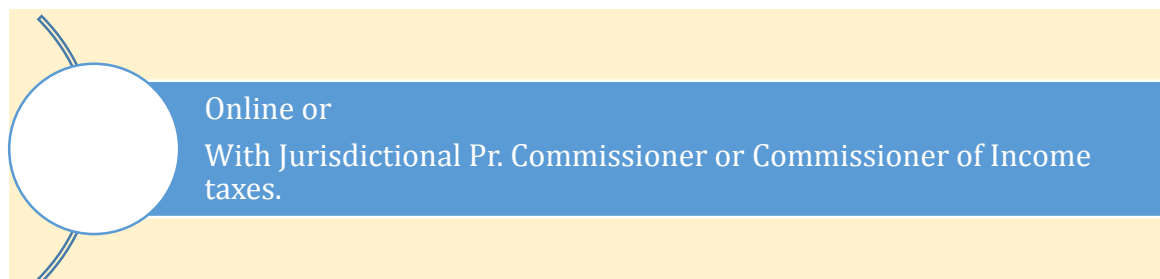 Online or
With Jurisdictional Pr. Commissioner or Commissioner of Income
taxes.